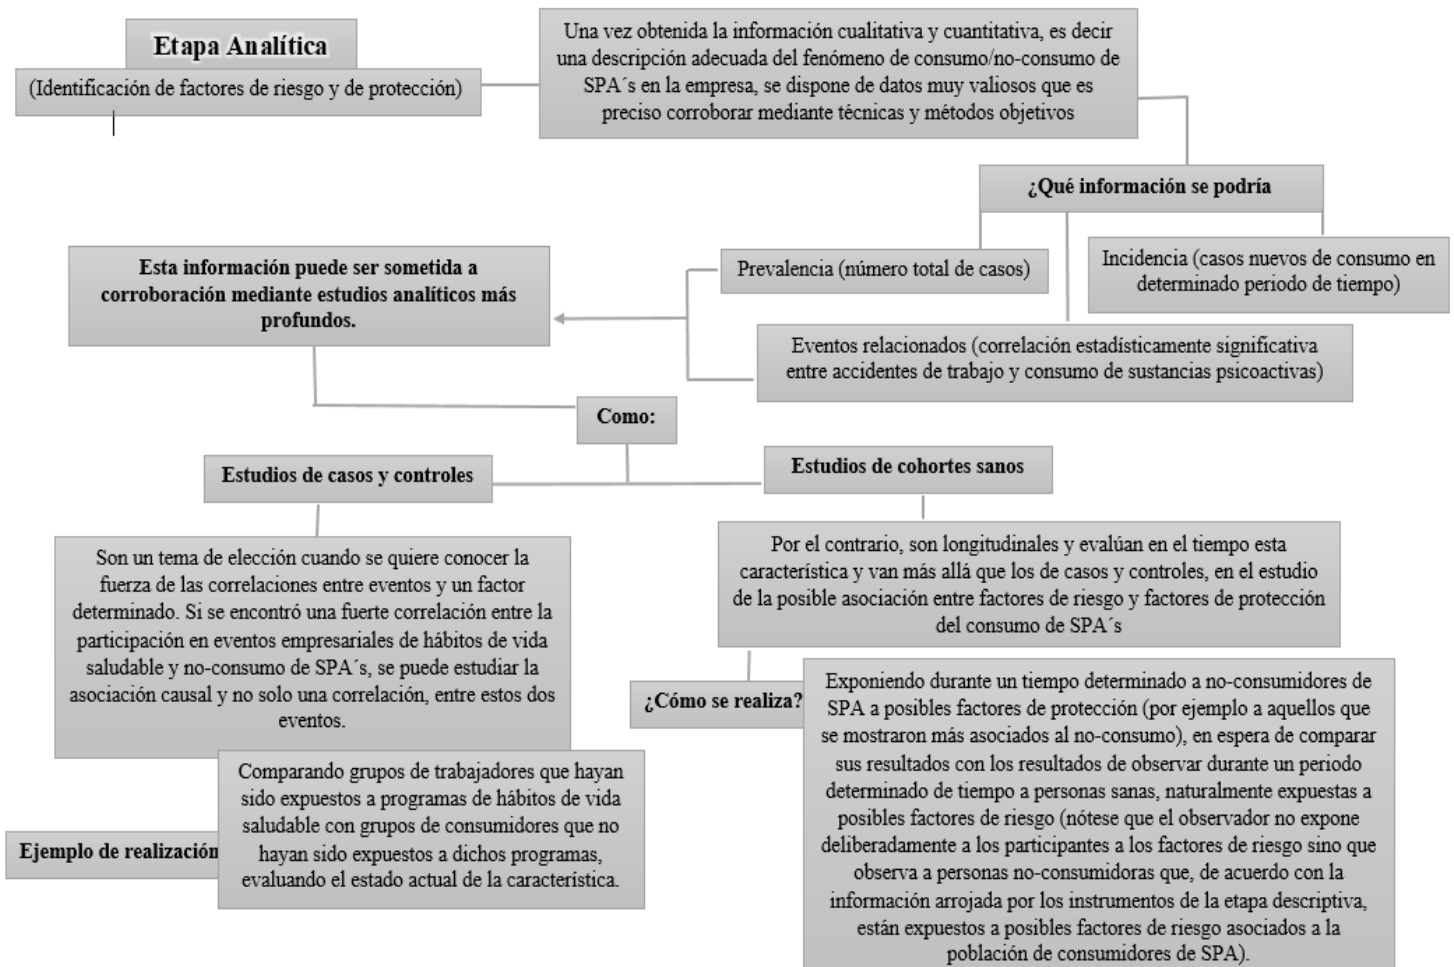 Etapa Analítica
(Identificación de factores de riesgo y de protección)
Una vez obtenida la información cualitativa y cuantitativa, es decir
una descripción adecuada del fenómeno de consumo/no-consumo de
SPA´s en la empresa, se dispone de datos muy valiosos que es
preciso corroborar mediante técnicas y métodos objetivos
¿Qué información se podría
Prevalencia (número total de casos)
Incidencia (casos nuevos de consumo en
determinado periodo de tiempo)
Eventos relacionados (correlación estadísticamente significativa
entre accidentes de trabajo y consumo de sustancias psicoactivas)
Esta información puede ser sometida a
corroboración mediante estudios analíticos más
profundos.
Como:
Estudios de casos y controles
Son un tema de elección cuando se quiere conocer la
fuerza de las correlaciones entre eventos y un factor
determinado. Si se encontró una fuerte correlación entre la
participación en eventos empresariales de hábitos de vida
saludable y no-consumo de SPA´s, se puede estudiar la
asociación causal y no solo una correlación, entre estos dos
eventos.
Ejemplo de realización
Comparando grupos de trabajadores que hayan
sido expuestos a programas de hábitos de vida
saludable con grupos de consumidores que no
hayan sido expuestos a dichos programas,
evaluando el estado actual de la característica.
Estudios de cohortes sanos
Por el contrario, son longitudinales y evalúan en el tiempo esta
característica y van más allá que los de casos y controles, en el estudio
de la posible asociación entre factores de riesgo y factores de protección
del consumo de SPA´s
¿Cómo se realiza?
Exponiendo durante un tiempo determinado a no-consumidores de
SPA a posibles factores de protección (por ejemplo a aquellos que
se mostraron más asociados al no-consumo), en espera de comparar
sus resultados con los resultados de observar durante un periodo
determinado de tiempo a personas sanas, naturalmente expuestas a
posibles factores de riesgo (nótese que el observador no expone
deliberadamente a los participantes a los factores de riesgo sino que
observa a personas no-consumidoras que, de acuerdo con la
información arrojada por los instrumentos de la etapa descriptiva,
están expuestos a posibles factores de riesgo asociados a la
población de consumidores de SPA).